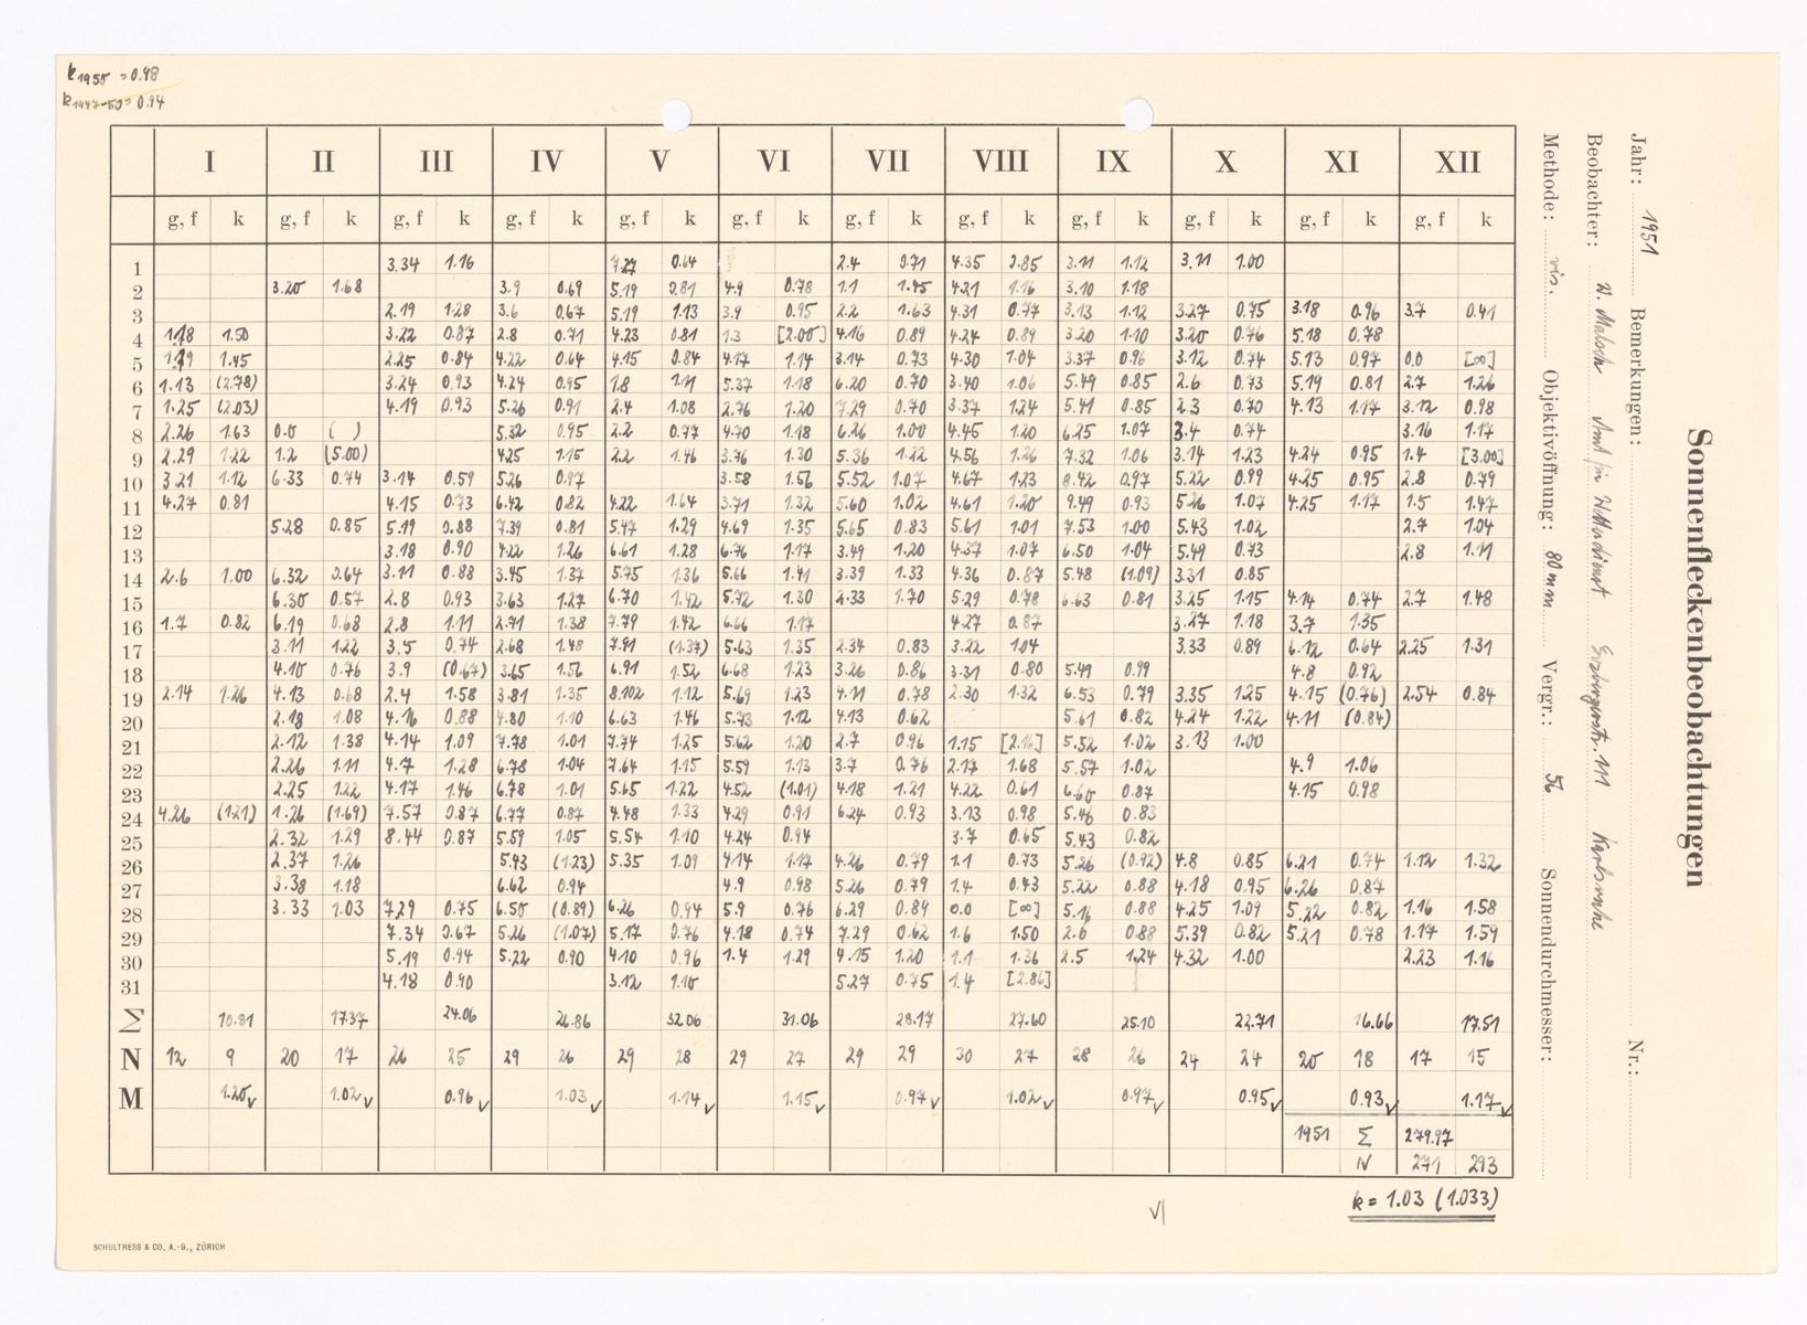 k1950 = 0.98
k1947-50 = 0.94
I II III IV V VI VII VIII IX X XI XII
g, f k g, f k g, f k g, f k g, f k g, f k g, f k g, f k g, f k g, f k g, f k g, f k
1 3.34 1.16 0.64 2.4 0.71 4.35 0.85 3.11 1.12 3.11 1.00
2 3.20 1.68 3.9 0.69 5.19 0.81 4.9 0.78 1.1 1.45 4.21 1.16 3.10 1.18
3 2.19 1.28 3.6 0.67 5.19 1.13 3.9 0.95 2.2 1.63 4.31 0.77 3.13 1.12 3.27 0.75 3.18 0.96 3.7 0.41
4 1.18 1.50 3.22 0.87 2.8 0.71 4.23 0.81 1.3 [2.00] 4.16 0.89 4.24 0.89 3.20 1.10 3.20 0.76 5.18 0.78
5 1.19 1.45 2.25 0.84 4.22 0.64 4.15 0.84 4.17 1.14 3.14 0.73 4.30 1.04 3.37 0.96 3.12 0.74 5.13 0.97 0.0 [∞]
6 1.13 (2.78) 3.24 0.93 4.24 0.95 1.8 1.11 5.37 1.18 6.20 0.70 3.40 1.06 5.49 0.85 2.6 0.73 5.19 0.81 2.7 1.26
7 1.25 (2.03) 4.19 0.93 5.26 0.91 2.4 1.08 2.76 1.20 7.29 0.70 3.37 1.24 5.41 0.85 2.3 0.70 4.13 1.17 3.12 0.98
8 2.26 1.63 0.0 ( ) 5.32 0.95 2.2 0.77 4.70 1.18 6.26 1.00 4.45 1.20 6.25 1.07 3.4 0.74 3.16 1.17
9 2.29 1.22 1.2 (5.00) 4.25 1.15 2.2 1.46 3.76 1.30 5.36 1.22 4.56 1.26 7.32 1.06 3.14 1.23 4.24 0.95 1.4 [3.00]
10 3.21 1.12 6.33 0.74 3.14 0.59 5.26 0.97 3.58 1.56 5.52 1.07 4.67 1.23 8.42 0.97 5.22 0.99 4.25 0.95 2.8 0.79
11 4.27 0.81 4.15 0.73 6.42 0.82 4.22 1.64 3.71 1.32 5.60 1.02 4.61 1.20 9.49 0.93 5.26 1.07 4.25 1.17 1.5 1.47
12 5.28 0.85 5.19 0.88 7.39 0.81 5.47 1.29 4.69 1.35 5.65 0.83 5.61 1.01 7.53 1.00 5.43 1.02 2.7 1.04
13 3.18 0.90 4.22 1.26 6.61 1.28 6.76 1.17 3.49 1.20 4.37 1.07 6.50 1.04 5.49 0.73 2.8 1.11
14 2.6 1.00 6.32 0.64 3.11 0.88 3.45 1.37 5.75 1.36 5.66 1.41 3.39 1.33 4.36 0.87 5.48 (1.09) 3.31 0.85
15 6.30 0.57 2.8 0.93 3.63 1.27 6.70 1.42 5.72 1.30 2.33 1.70 5.29 0.78 6.63 0.81 3.25 1.15 4.14 0.74 2.7 1.48
16 1.7 0.82 6.19 0.68 2.8 1.11 2.71 1.38 7.79 1.42 6.66 1.17 4.27 0.87 3.27 1.18 3.7 1.35
17 3.11 1.22 3.5 0.74 2.68 1.48 7.91 (1.37) 5.63 1.35 2.34 0.83 3.22 1.04 3.33 0.89 6.12 0.64 2.25 1.31
18 4.10 0.76 3.9 (0.67) 3.65 1.56 6.91 1.52 6.68 1.23 3.26 0.86 3.31 0.80 5.49 0.99 4.8 0.92
19 2.14 1.26 4.13 0.68 2.4 1.58 3.81 1.35 8.102 1.12 5.69 1.23 4.11 0.78 2.30 1.32 6.53 0.79 3.35 1.25 4.15 (0.76) 2.54 0.84
20 2.18 1.08 4.16 0.88 4.80 1.10 6.63 1.46 5.73 1.12 4.13 0.62 5.61 0.82 4.24 1.22 4.11 (0.84)
21 2.12 1.38 4.14 1.09 7.78 1.01 7.74 1.25 5.62 1.20 2.7 0.96 1.15 [2.16] 5.52 1.02 3.13 1.00
22 2.26 1.11 4.7 1.28 6.78 1.04 7.64 1.15 5.59 1.13 3.7 0.76 2.17 1.68 5.57 1.02 4.9 1.06
23 2.25 1.22 4.17 1.46 6.78 1.01 5.65 1.22 4.52 (1.01) 4.18 1.21 4.22 0.61 6.60 0.87 4.15 0.98
24 4.26 (1.21) 1.26 (1.69) 7.57 0.87 6.77 0.87 4.48 1.33 4.29 0.91 6.24 0.93 3.13 0.98 5.46 0.83
25 2.32 1.29 8.44 0.87 5.59 1.05 5.54 1.10 4.24 0.94 3.7 0.65 5.43 0.82
26 2.37 1.26 5.43 (1.23) 5.35 1.09 4.14 1.17 4.26 0.79 1.1 0.73 5.26 (0.92) 4.8 0.85 6.21 0.74 1.12 1.32
27 3.38 1.18 6.62 0.94 4.9 0.98 5.26 0.79 1.4 0.43 5.22 0.88 4.18 0.95 6.26 0.87
28 3.33 1.03 7.29 0.75 6.50 (0.89) 6.26 0.94 5.9 0.76 6.29 0.89 0.0 [∞] 5.16 0.88 4.25 1.09 5.22 0.82 1.16 1.58
29 7.34 0.67 5.26 (1.07) 5.17 0.76 4.18 0.74 7.29 0.62 1.6 1.50 2.6 0.88 5.39 0.82 5.21 0.78 1.17 1.59
30 5.19 0.94 5.22 0.90 4.10 0.96 1.4 1.29 4.15 1.20 1.1 1.36 2.5 1.24 4.32 1.00 2.23 1.16
31 4.18 0.90 3.12 1.10 5.27 0.75 1.4 [2.86]
Σ 10.81 17.37 24.06 26.86 32.06 31.06 28.17 27.60 25.10 22.71 16.66 17.51
N 12 9 20 17 26 25 29 26 29 28 29 27 29 29 30 27 28 26 24 24 20 18 17 15
M 1.20 1.02 0.96 1.03 1.14 1.15 0.97 1.02 0.97 0.95 0.93 1.17
1951 Σ 279.97
N 271 293
k = 1.03 (1.033)
SCHULTHESS & CO. A.-G., ZÜRICH
Sonnenfleckenbeobachtungen
Jahr: 1951 Bemerkungen: Nr.:
Beobachter: W. Malsch Amt für Wetterdienst Karlsruhe
Methode: vis. Objektivöffnung: 80 mm Vergr.: 56 Sonnendurchmesser: